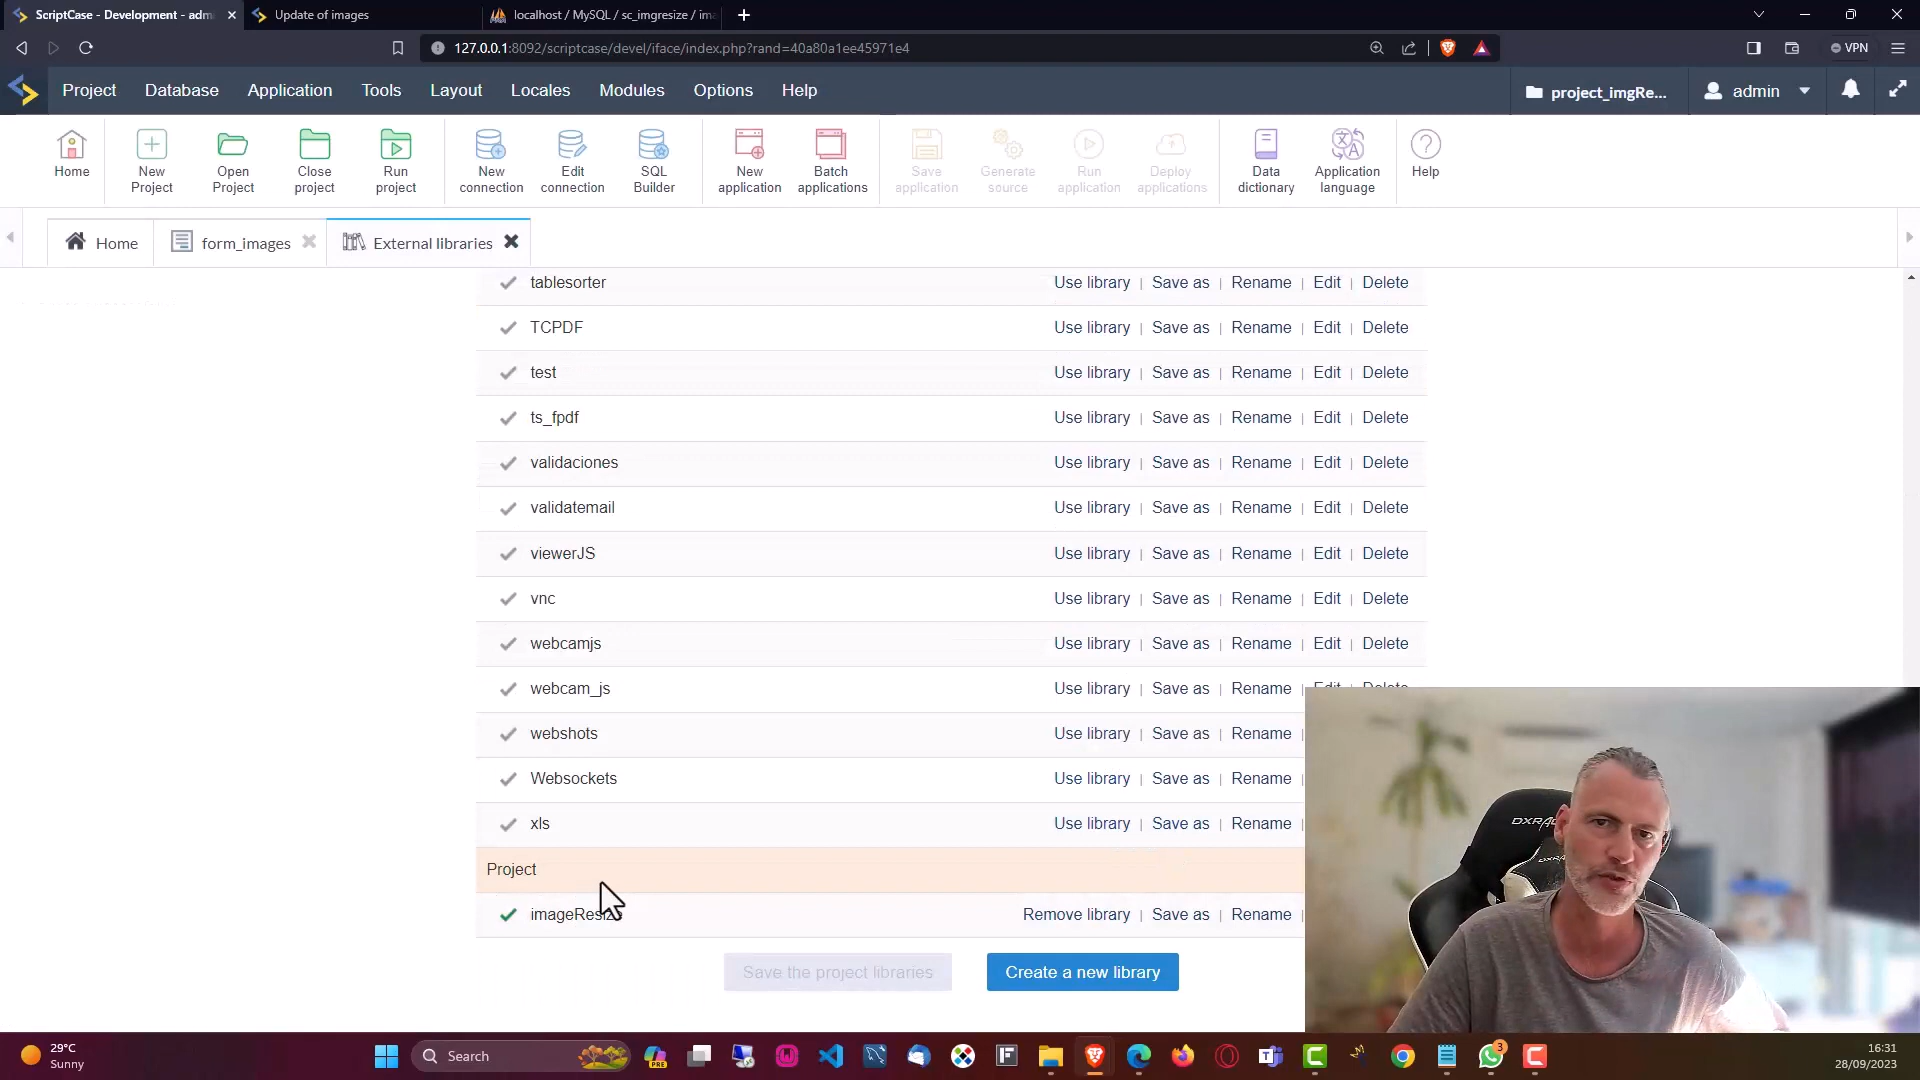 ScriptCase - Development - adm
Update of images
localhost / MySQL / sc_imgresize / ima
127.0.0.1:8092/scriptcase/devel/iface/index.php?rand=40a80a1ee45971e4
VPN
Project Database Application Tools Layout Locales Modules Options Help
project_imgRe...
admin
Home
New Project
Open Project
Close project
Run project
New connection
Edit connection
SQL Builder
New application
Batch applications
Save application
Generate source
Run application
Deploy applications
Data dictionary
Application language
Help
Home
form_images
External libraries
tablesorter Use library | Save as | Rename | Edit | Delete
TCPDF Use library | Save as | Rename | Edit | Delete
test Use library | Save as | Rename | Edit | Delete
ts_fpdf Use library | Save as | Rename | Edit | Delete
validaciones Use library | Save as | Rename | Edit | Delete
validatemail Use library | Save as | Rename | Edit | Delete
viewerJS Use library | Save as | Rename | Edit | Delete
vnc Use library | Save as | Rename | Edit | Delete
webcamjs Use library | Save as | Rename | Edit | Delete
webcam_js Use library | Save as | Rename | Edit | Delete
webshots Use library | Save as | Rename |
Websockets Use library | Save as | Rename |
xls Use library | Save as | Rename |
Project
imageResize Remove library | Save as | Rename |
Save the project libraries
Create a new library
DXRA
29°C
Sunny
Search
PRE
3
16:31
28/09/2023